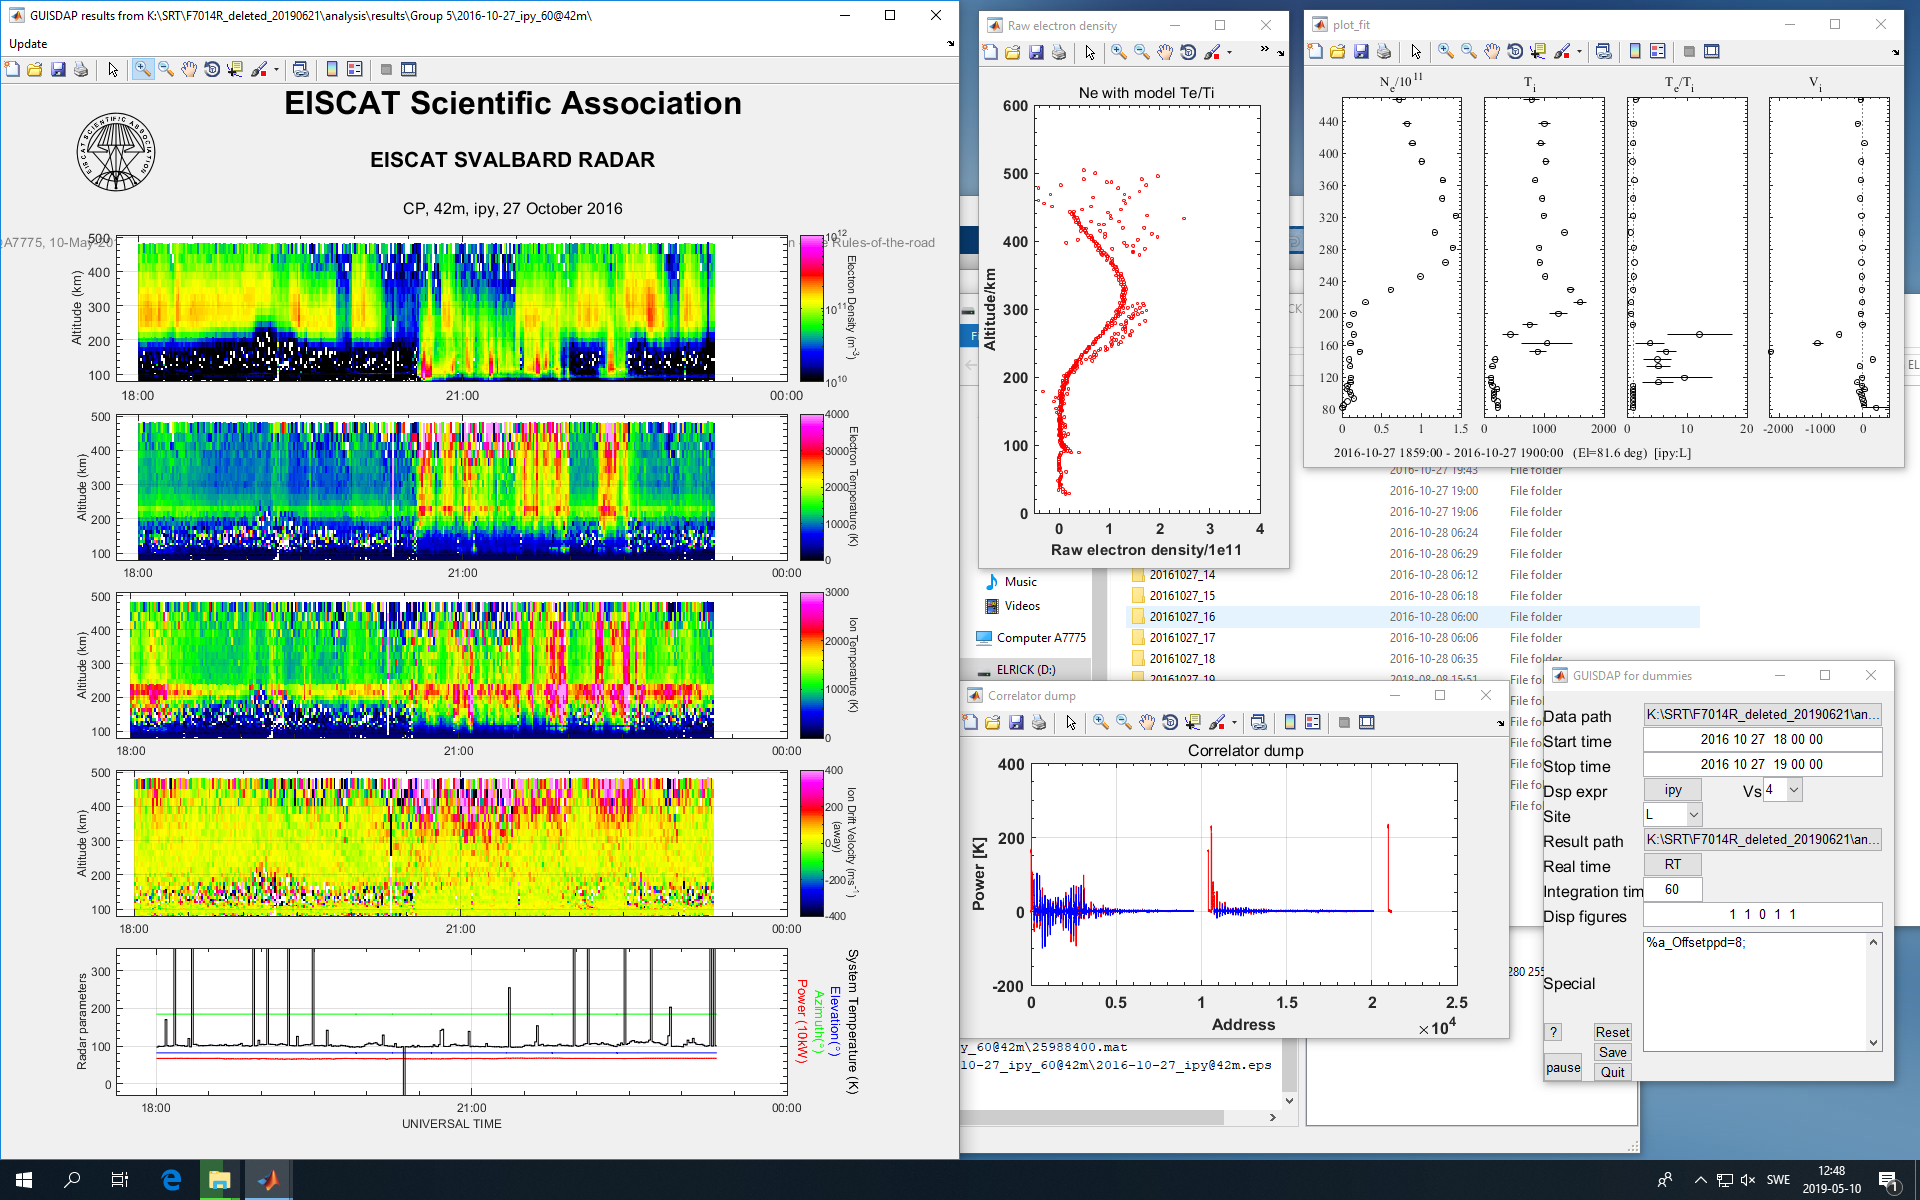 GUISDAP results from K:\SRT\F7014R_deleted_20190621\analysis\results\Group 5\2016-10-27_ipy_60@42m\
Update
EISCAT Scientific Association
EISCAT SCIENTIFIC ASSOCIATION
EISCAT SVALBARD RADAR
CP, 42m, ipy, 27 October 2016
A7775, 10-May-20
Rules-of-the-road
Altitude (km)
500
400
300
200
100
18:00
21:00
00:00
10^12
10^11
10^10
Electron Density (m^-3)
Altitude (km)
500
400
300
200
100
18:00
21:00
00:00
4000
3000
2000
1000
0
Electron Temperature (K)
Altitude (km)
500
400
300
200
100
18:00
21:00
00:00
3000
2000
1000
0
Ion Temperature (K)
Altitude (km)
500
400
300
200
100
18:00
21:00
00:00
400
200
0
-200
-400
Ion Drift Velocity (ms^-1)
(away)
Radar parameters
300
200
100
0
18:00
21:00
00:00
UNIVERSAL TIME
System Temperature (K)
Elevation(°)
Azimuth(°)
Power (10kW)
Raw electron density
Ne with model Te/Ti
Altitude/km
600
500
400
300
200
100
0
0 1 2 3 4
Raw electron density/1e11
plot_fit
Ne/10^11
Ti
Te/Ti
Vi
440
400
360
320
280
240
200
160
120
80
0 0.5 1 1.5
0 1000 2000
0 10 20
-2000 -1000 0
2016-10-27 1859:00 - 2016-10-27 1900:00 (El=81.6 deg) [ipy:L]
CK
EL
2016-10-27 19:43 File folder
2016-10-27 19:00 File folder
2016-10-27 19:06 File folder
2016-10-28 06:24 File folder
2016-10-28 06:29 File folder
20161027_14 2016-10-28 06:12 File folder
20161027_15 2016-10-28 06:18 File folder
20161027_16 2016-10-28 06:00 File folder
20161027_17 2016-10-28 06:06 File folder
20161027_18 2016-10-28 06:35 File folder
20161027_19 2018-08-08 15:51
Music
Videos
Computer A7775
ELRICK (D:)
Correlator dump
Correlator dump
Power [K]
400
200
0
-200
0 0.5 1 1.5 2 2.5
Address
×10^4
280 255
y_60@42m\25988400.mat
10-27_ipy_60@42m\2016-10-27_ipy@42m.eps
GUISDAP for dummies
Data path K:\SRT\F7014R_deleted_20190621\an...
Start time 2016 10 27 18 00 00
Stop time 2016 10 27 19 00 00
Dsp expr ipy Vs 4
Site L
Result path K:\SRT\F7014R_deleted_20190621\an...
Real time RT
Integration tim 60
Disp figures 1 1 0 1 1
Special %a_Offsetppd=8;
? Reset
Save
pause
Quit
SWE
12:48
2019-05-10
1